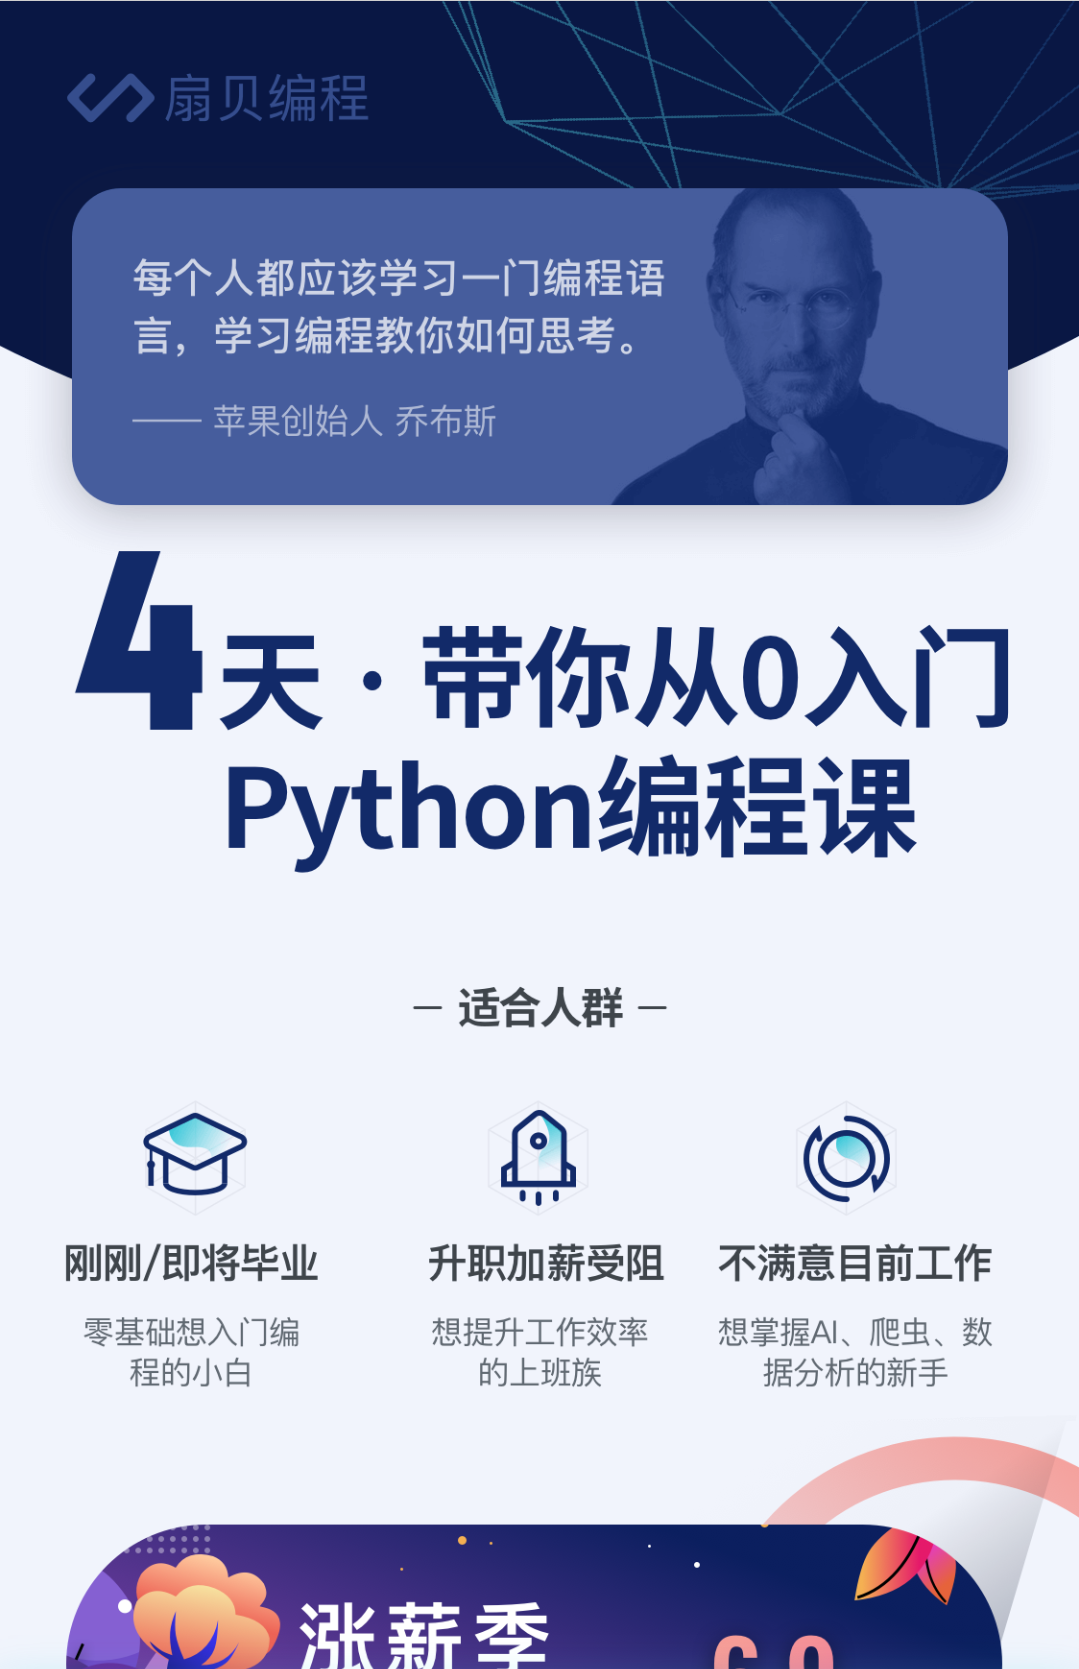 扇贝编程
每个人都应该学习一门编程语
言，学习编程教你如何思考。
—— 苹果创始人 乔布斯
4天·带你从0入门
Python编程课
— 适合人群 —
刚刚/即将毕业
零基础想入门编
程的小白
升职加薪受阻
想提升工作效率
的上班族
不满意目前工作
想掌握AI、爬虫、数
据分析的新手
涨薪季